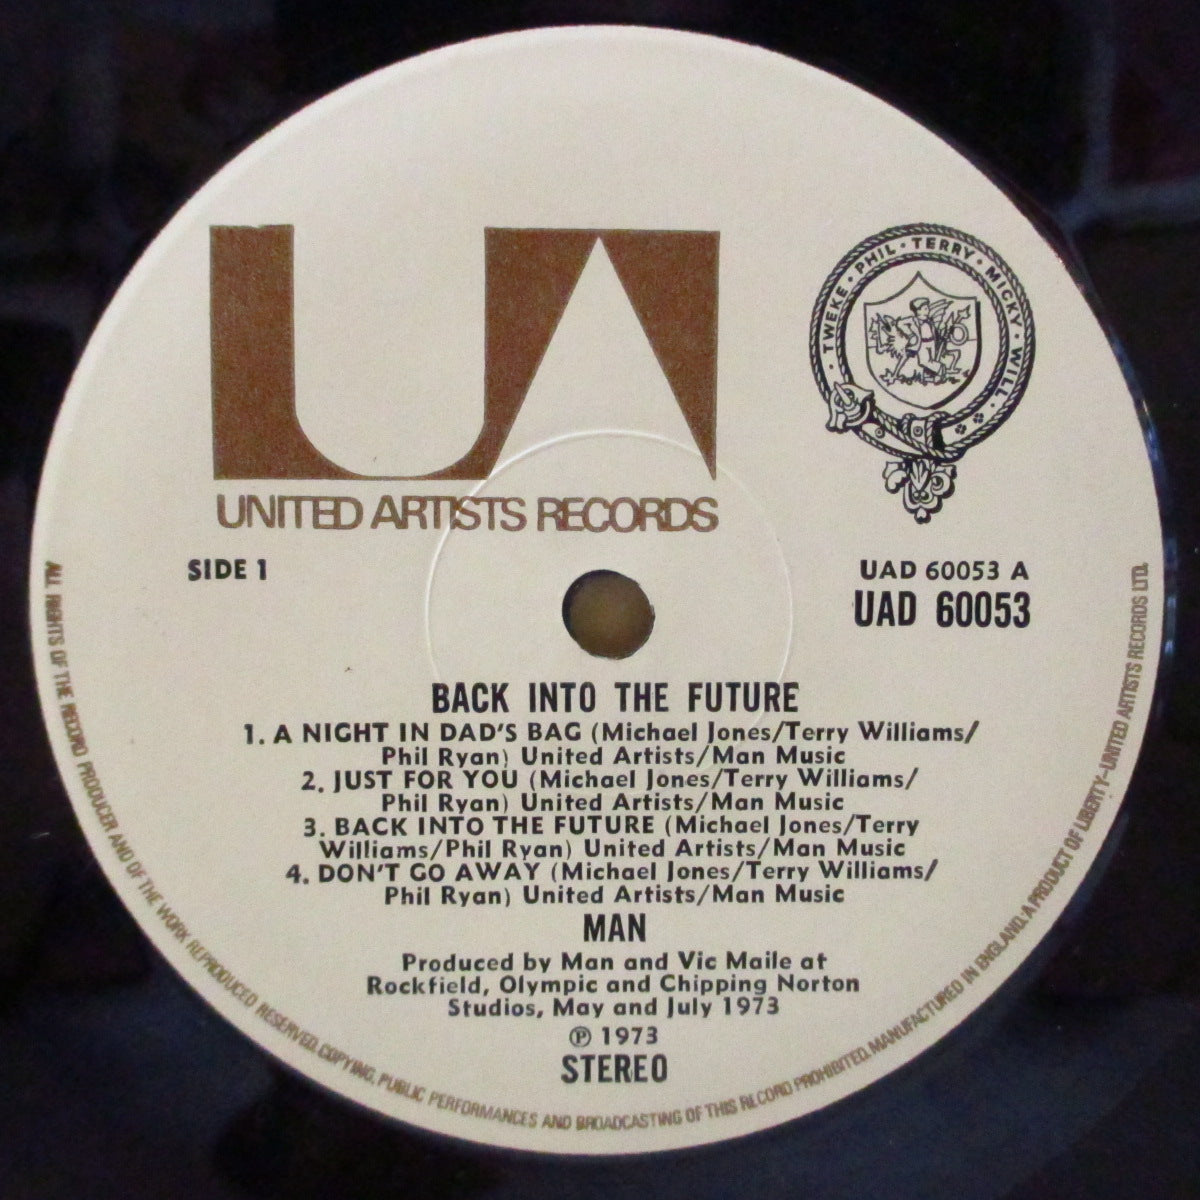 UA
UNITED ARTISTS RECORDS
· TWEKE · PHIL · TERRY · MICKY · WILL ·
SIDE 1
UAD 60053 A
UAD 60053
BACK INTO THE FUTURE
1. A NIGHT IN DAD'S BAG (Michael Jones/Terry Williams/
Phil Ryan) United Artists/Man Music
2. JUST FOR YOU (Michael Jones/Terry Williams/
Phil Ryan) United Artists/Man Music
3. BACK INTO THE FUTURE (Michael Jones/Terry
Williams/Phil Ryan) United Artists/Man Music
4. DON'T GO AWAY (Michael Jones/Terry Williams/
Phil Ryan) United Artists/Man Music
MAN
Produced by Man and Vic Maile at
Rockfield, Olympic and Chipping Norton
Studios, May and July 1973
℗ 1973
STEREO
ALL RIGHTS OF THE RECORD PRODUCER AND OF THE WORK REPRODUCED RESERVED. COPYING, PUBLIC PERFORMANCES AND BROADCASTING OF THIS RECORD PROHIBITED. MANUFACTURED IN ENGLAND. A PRODUCT OF LIBERTY-UNITED ARTISTS RECORDS LTD.